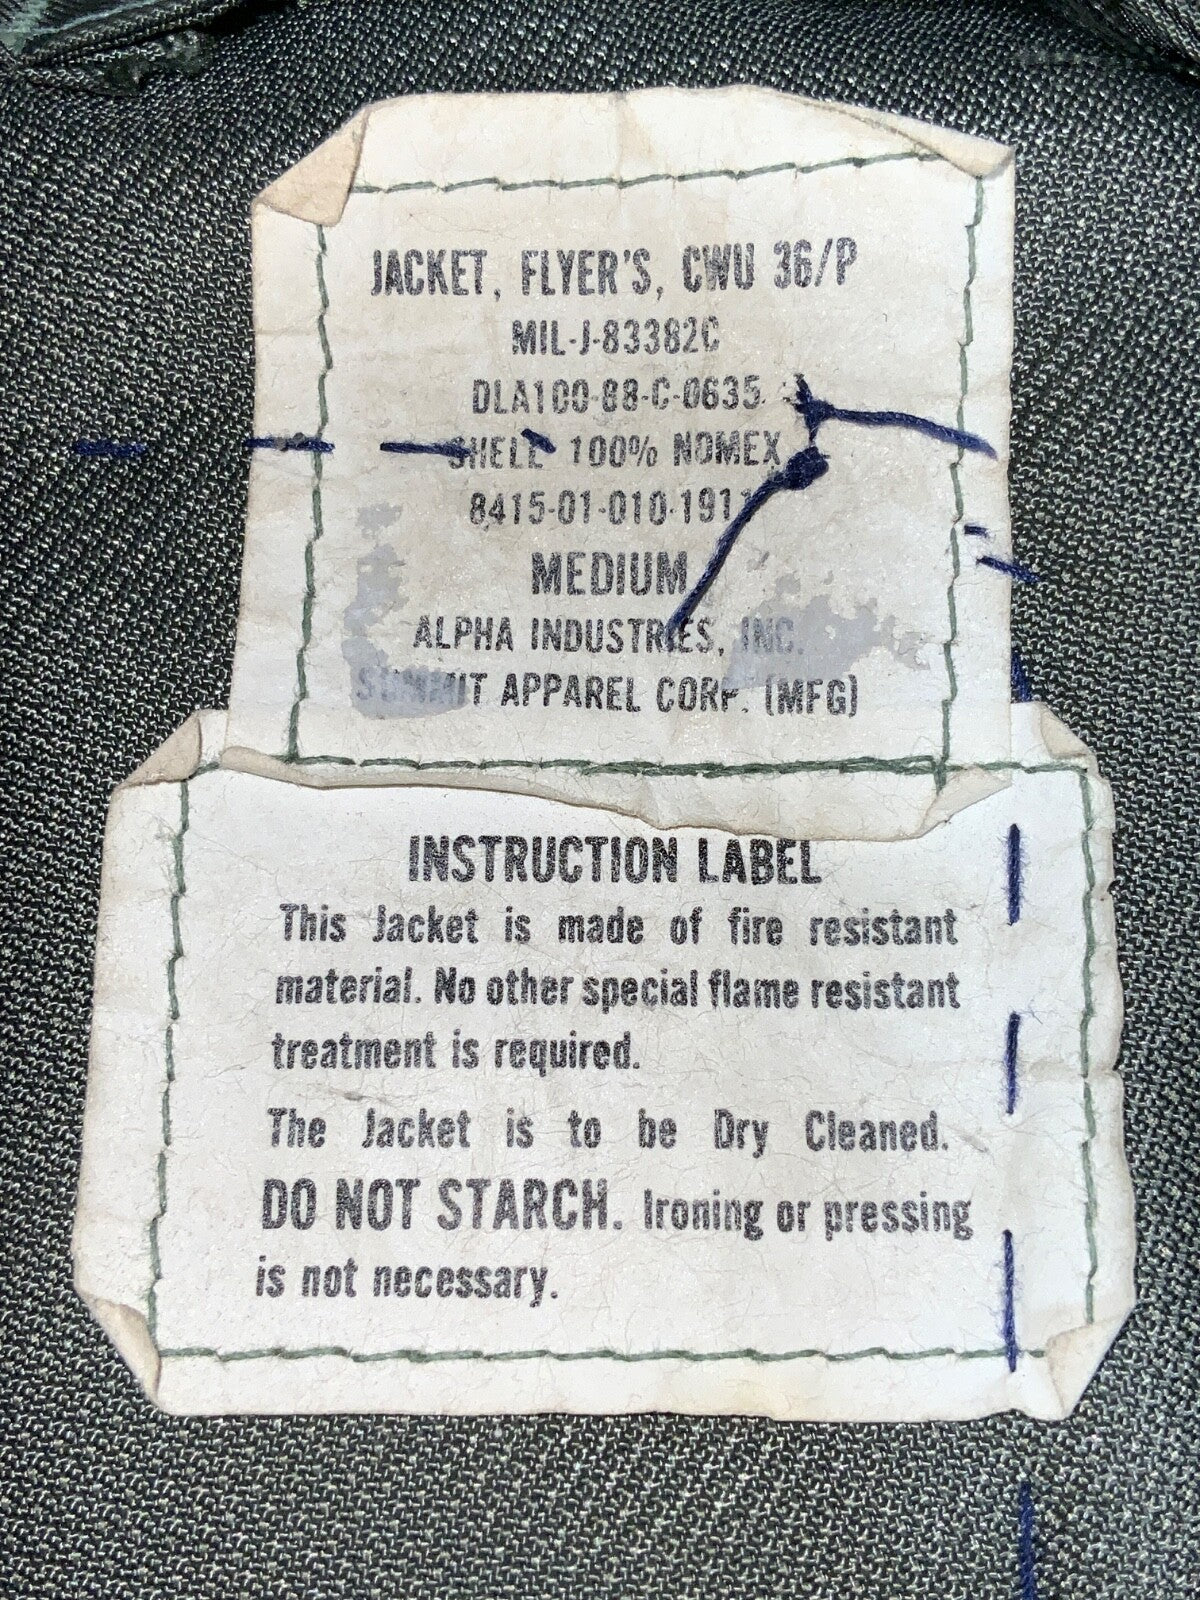 JACKET, FLYER'S, CWU 36/P
MIL-J-83382C
DLA100-88-C-0635
SHELL 100% NOMEX
8415-01-010-1911
MEDIUM
ALPHA INDUSTRIES, INC.
SUMMIT APPAREL CORP. (MFG)
INSTRUCTION LABEL
This Jacket is made of fire resistant
material. No other special flame resistant
treatment is required.
The Jacket is to be Dry Cleaned.
DO NOT STARCH. Ironing or pressing
is not necessary.